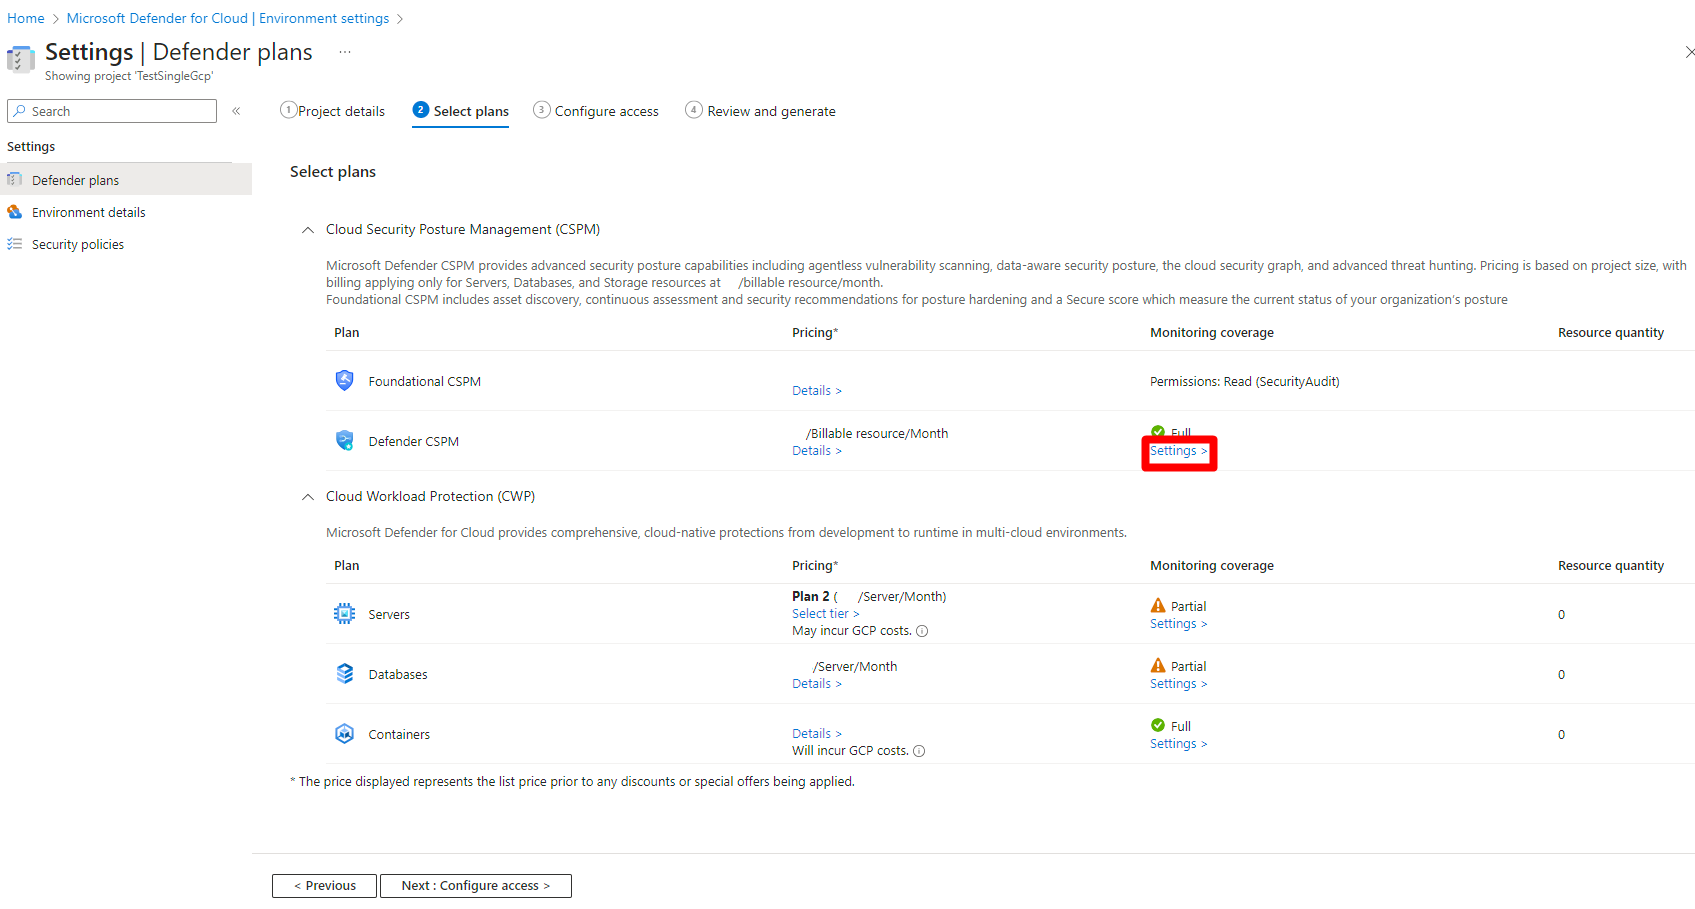 Home > Microsoft Defender for Cloud | Environment settings >
Settings | Defender plans ...
Showing project 'TestSingleGcp'
Search «
1 Project details 2 Select plans 3 Configure access 4 Review and generate
Settings
Defender plans
Environment details
Security policies
Select plans
Cloud Security Posture Management (CSPM)
Microsoft Defender CSPM provides advanced security posture capabilities including agentless vulnerability scanning, data-aware security posture, the cloud security graph, and advanced threat hunting. Pricing is based on project size, with
billing applying only for Servers, Databases, and Storage resources at /billable resource/month.
Foundational CSPM includes asset discovery, continuous assessment and security recommendations for posture hardening and a Secure score which measure the current status of your organization's posture
Plan Pricing* Monitoring coverage Resource quantity
Foundational CSPM Details > Permissions: Read (SecurityAudit)
Defender CSPM /Billable resource/Month Full
Details > Settings >
Cloud Workload Protection (CWP)
Microsoft Defender for Cloud provides comprehensive, cloud-native protections from development to runtime in multi-cloud environments.
Plan Pricing* Monitoring coverage Resource quantity
Plan 2 ( /Server/Month) Partial
Servers Select tier > Settings > 0
May incur GCP costs.
/Server/Month Partial
Databases Details > Settings > 0
Full
Containers Details > Settings > 0
Will incur GCP costs.
* The price displayed represents the list price prior to any discounts or special offers being applied.
< Previous Next : Configure access >